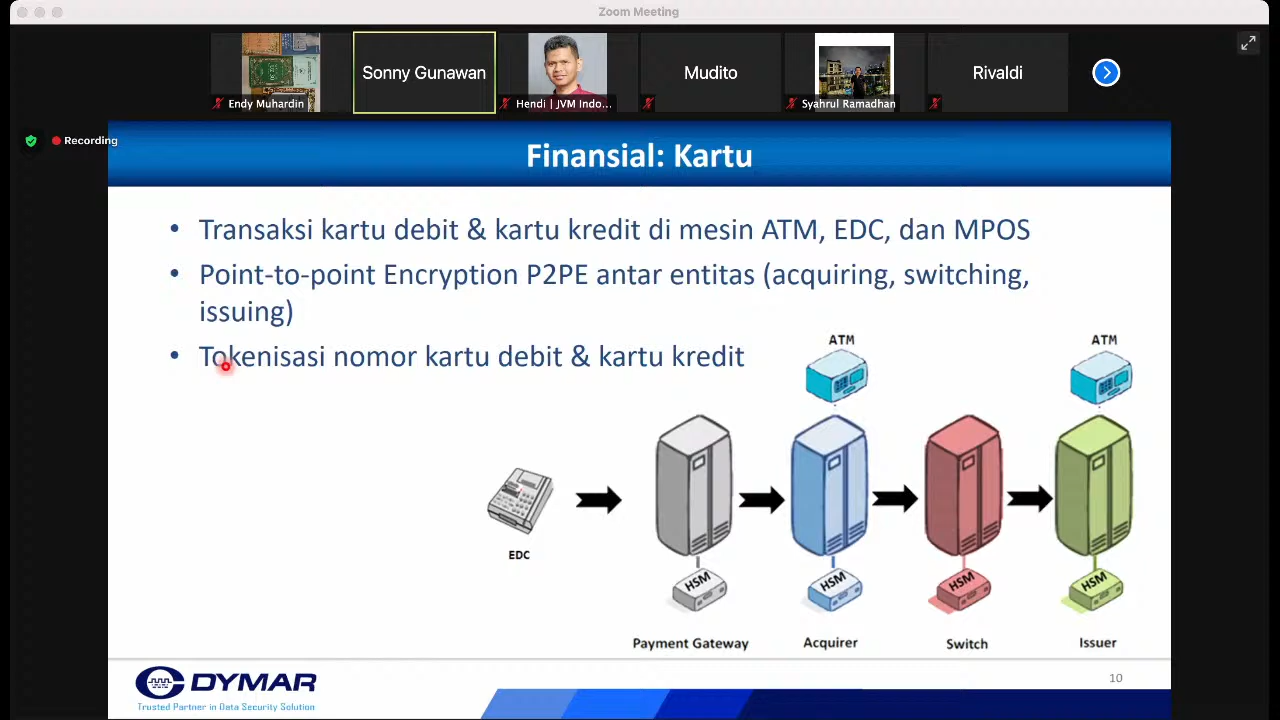 Zoom Meeting
Sonny Gunawan
Mudito
Rivaldi
Endy Muhardin
Hendi | JVM Indo...
Syahrul Ramadhan
Recording
Finansial: Kartu
• Transaksi kartu debit & kartu kredit di mesin ATM, EDC, dan MPOS
• Point-to-point Encryption P2PE antar entitas (acquiring, switching,
issuing)
• Tokenisasi nomor kartu debit & kartu kredit
ATM
ATM
EDC
HSM
HSM
HSM
HSM
Payment Gateway
Acquirer
Switch
Issuer
DYMAR
Trusted Partner in Data Security Solution
10